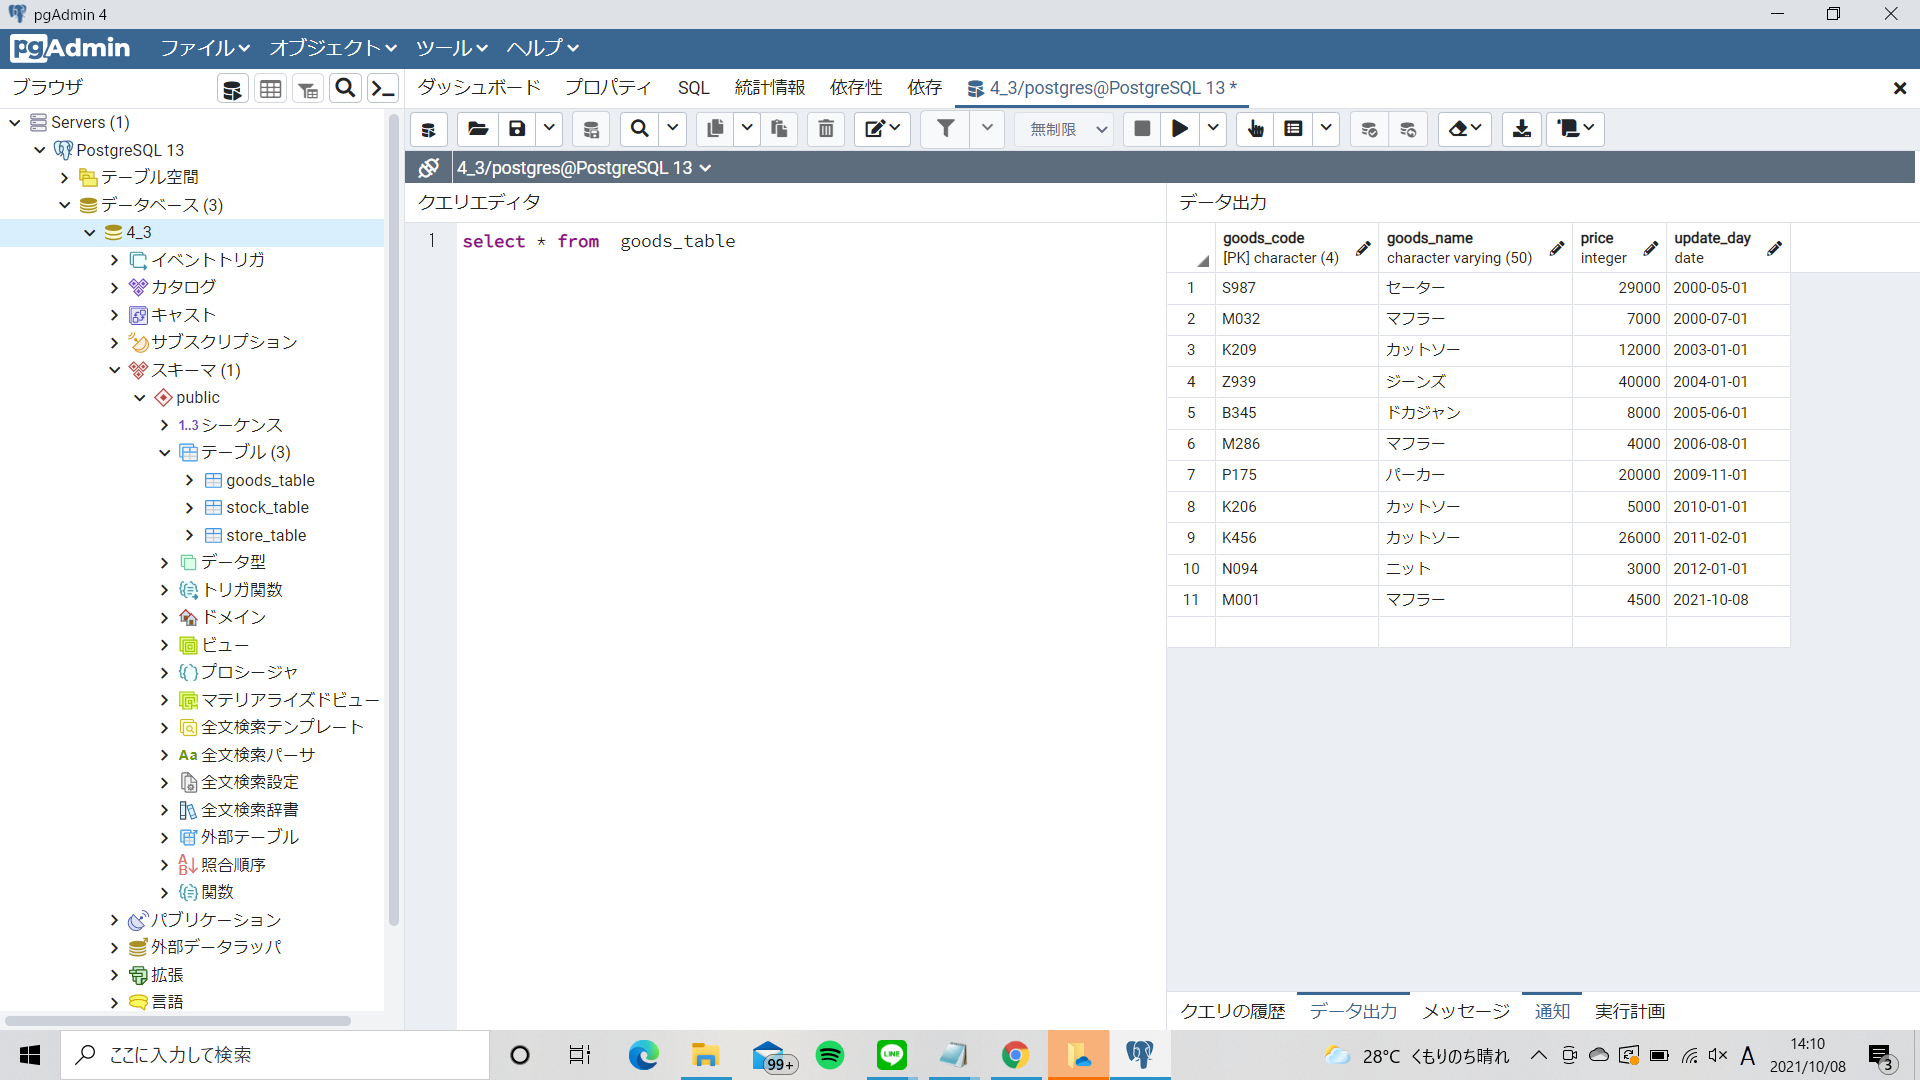 pgAdmin 4
pgAdmin ファイル オブジェクト ツール ヘルプ
ブラウザ
ダッシュボード プロパティ SQL 統計情報 依存性 依存 4_3/postgres@PostgreSQL 13 *
Servers (1)
PostgreSQL 13
テーブル空間
データベース (3)
4_3
イベントトリガ
カタログ
キャスト
サブスクリプション
スキーマ (1)
public
1..3 シーケンス
テーブル (3)
goods_table
stock_table
store_table
データ型
トリガ関数
ドメイン
ビュー
プロシージャ
マテリアライズドビュー
全文検索テンプレート
Aa 全文検索パーサ
全文検索設定
全文検索辞書
外部テーブル
照合順序
関数
パブリケーション
外部データラッパ
拡張
言語
無制限
4_3/postgres@PostgreSQL 13
クエリエディタ
1 select * from goods_table
データ出力
goods_code goods_name price update_day
[PK] character (4) character varying (50) integer date
1 S987 セーター 29000 2000-05-01
2 M032 マフラー 7000 2000-07-01
3 K209 カットソー 12000 2003-01-01
4 Z939 ジーンズ 40000 2004-01-01
5 B345 ドカジャン 8000 2005-06-01
6 M286 マフラー 4000 2006-08-01
7 P175 パーカー 20000 2009-11-01
8 K206 カットソー 5000 2010-01-01
9 K456 カットソー 26000 2011-02-01
10 N094 ニット 3000 2012-01-01
11 M001 マフラー 4500 2021-10-08
クエリの履歴 データ出力 メッセージ 通知 実行計画
ここに入力して検索
99+
LINE
28°C くもりのち晴れ
A
14:10
2021/10/08
3